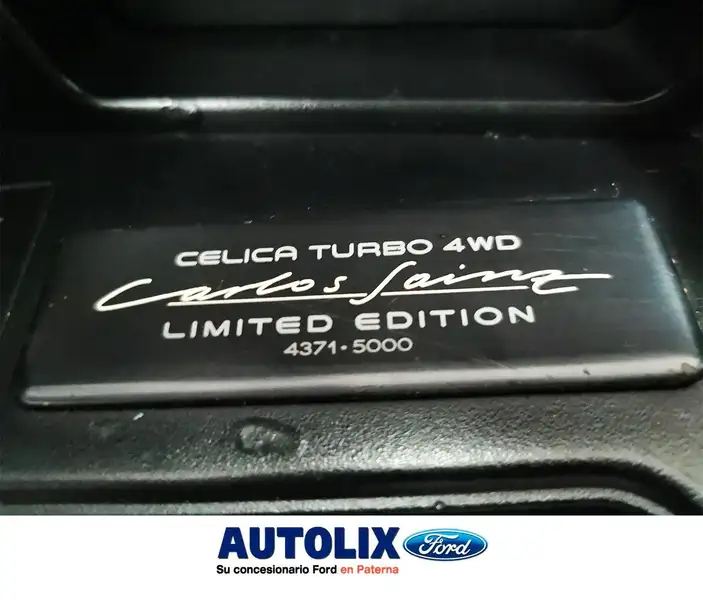 CELICA TURBO 4WD
Carlos Sainz
LIMITED EDITION
4371·5000
AUTOLIX Ford
Su concesionario Ford en Paterna